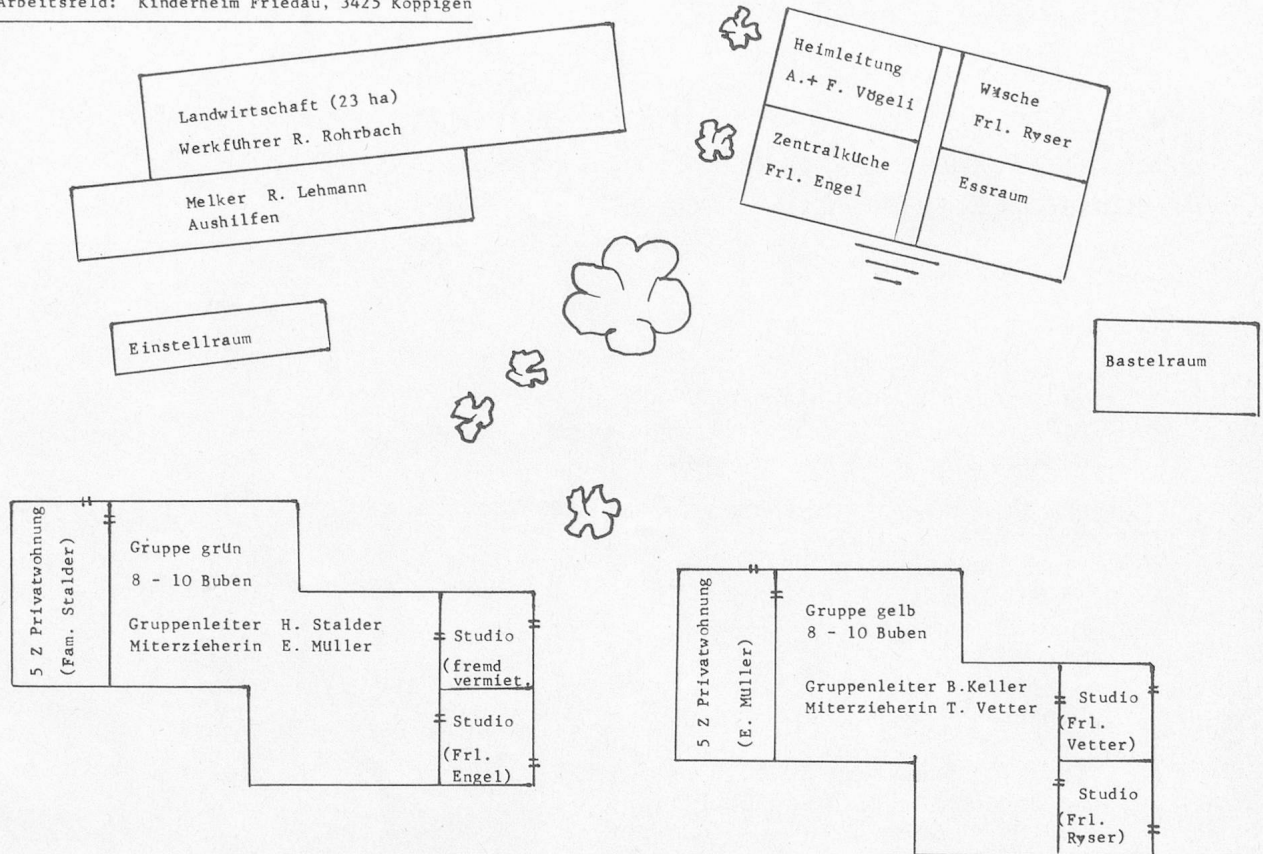 Arbeitsfeld: Kinderheim Friedau, 3425 Koppigen
Landwirtschaft (23 ha)
Werkführer R. Rohrbach
Melker R. Lehmann
Aushilfen
Einstellraum
Heimleitung
A.+ F. Vögeli
Zentralküche
Frl. Engel
Wäsche
Frl. Ryser
Essraum
Bastelraum
5 Z Privatwohnung
(Fam. Stalder)
Gruppe grün
8 - 10 Buben
Gruppenleiter H. Stalder
Miterzieherin E. Müller
Studio
(fremd
vermiet.
Studio
(Frl.
Engel)
5 Z Privatwohnung
(E. Müller)
Gruppe gelb
8 - 10 Buben
Gruppenleiter B.Keller
Miterzieherin T. Vetter
Studio
(Frl.
Vetter)
Studio
(Frl.
Ryser)